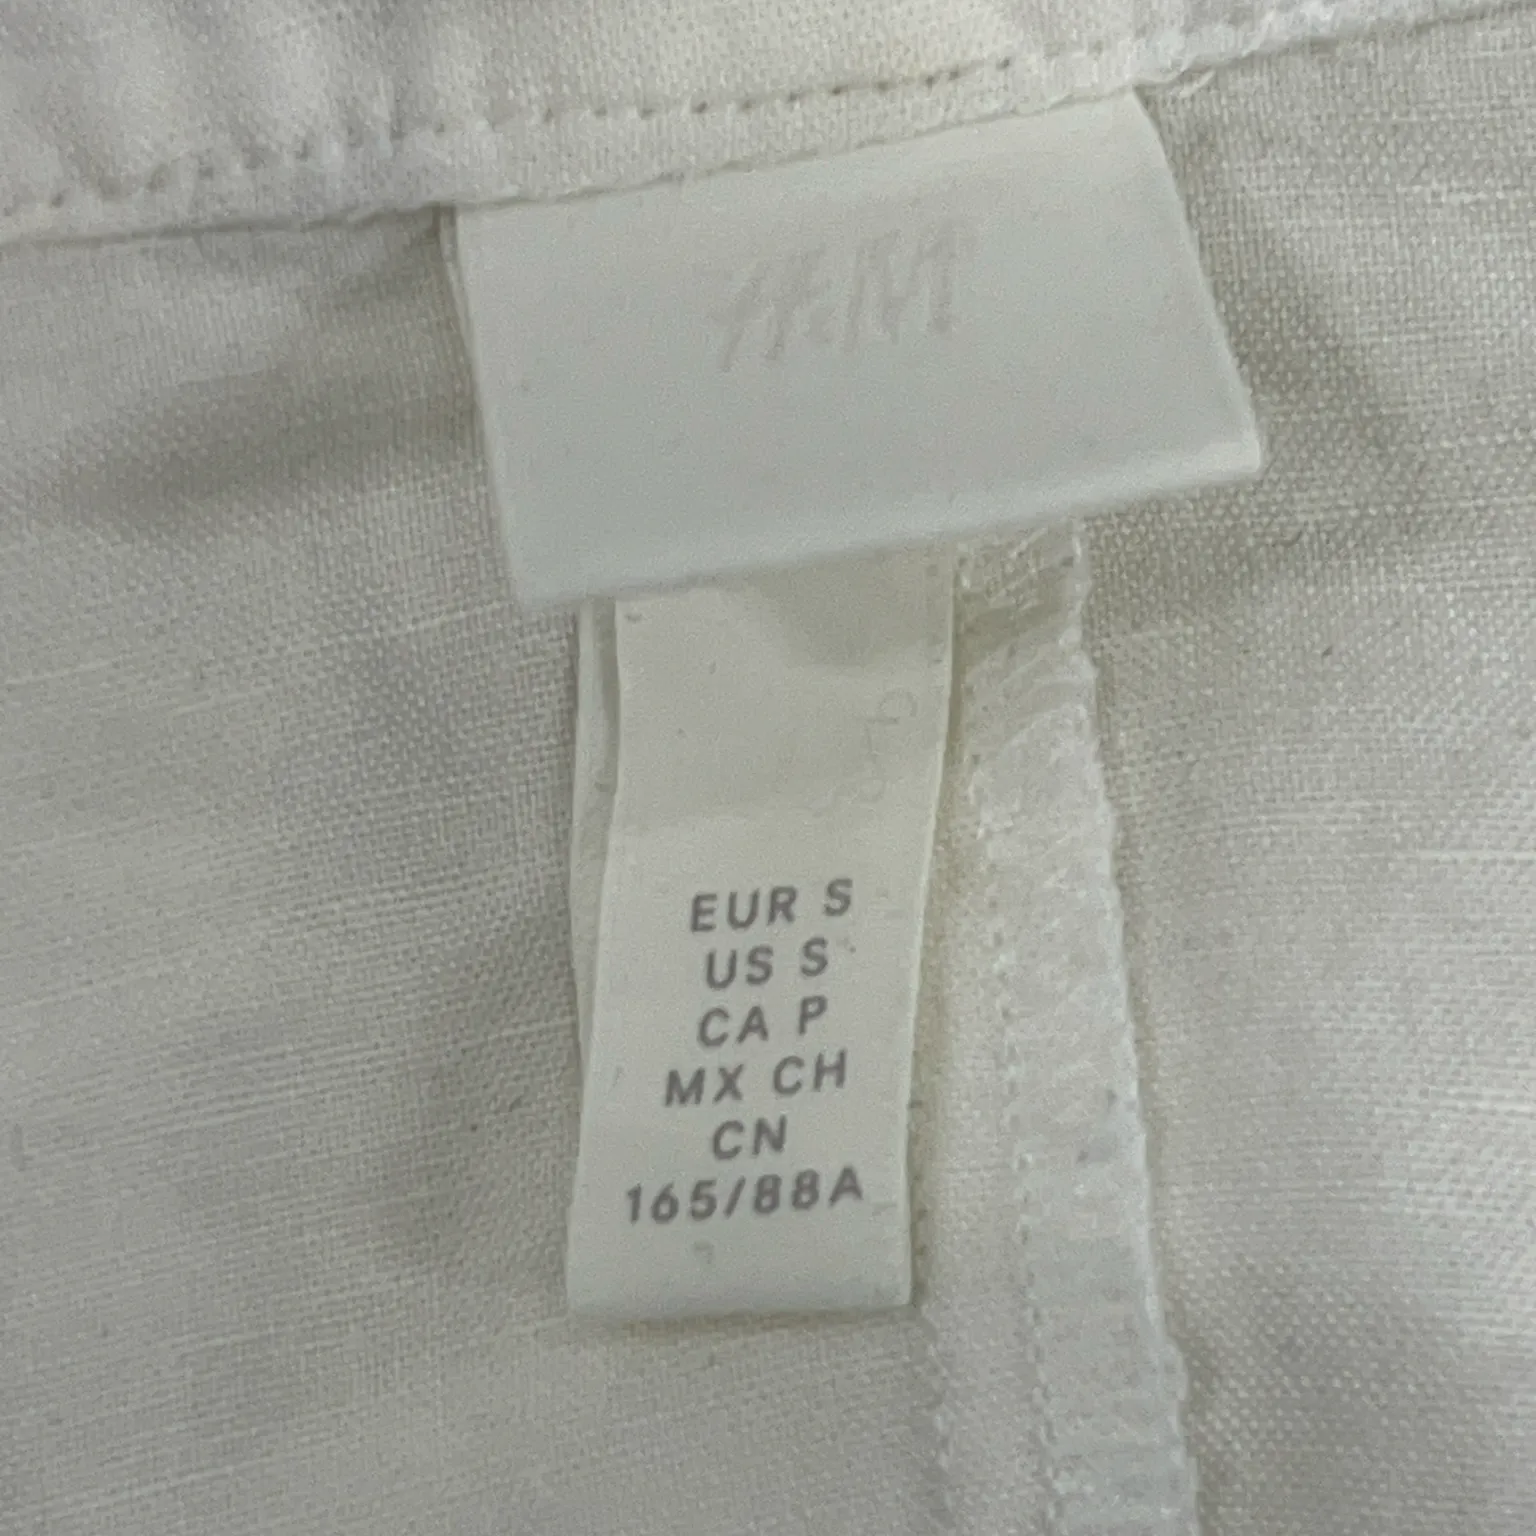 H&M
EUR S
US S
CA P
MX CH
CN
165/88A